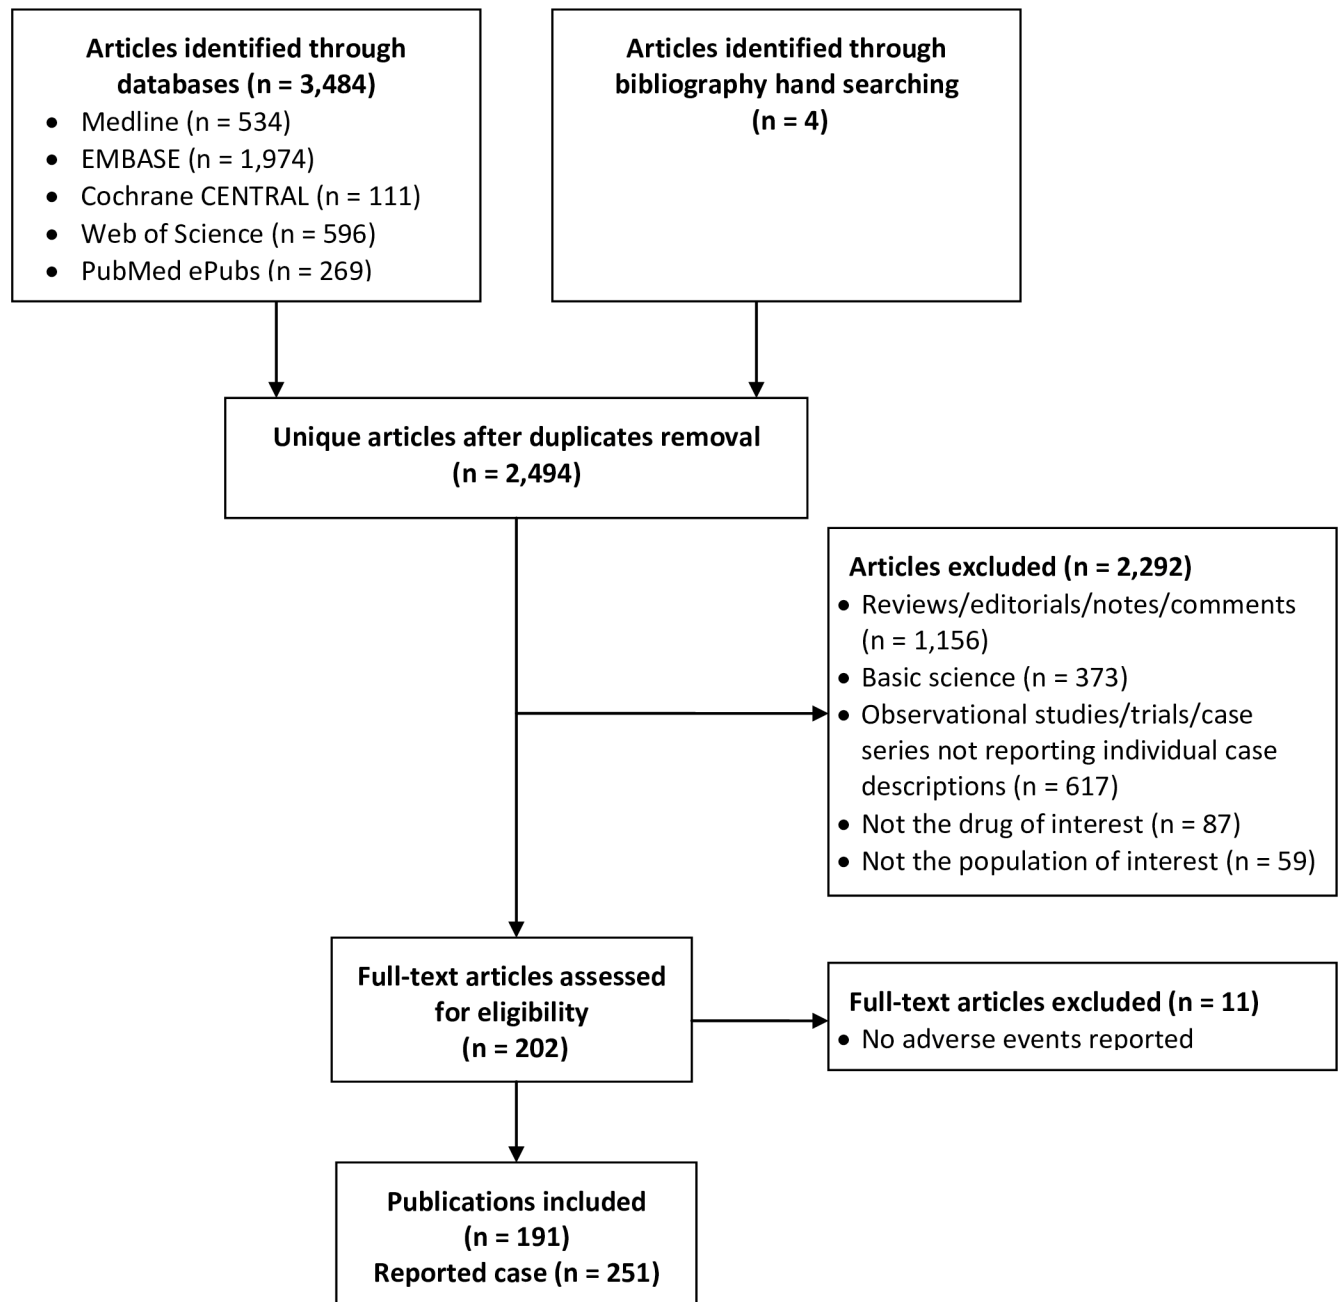 Articles identified through
databases (n = 3,484)
• Medline (n = 534)
• EMBASE (n = 1,974)
• Cochrane CENTRAL (n = 111)
• Web of Science (n = 596)
• PubMed ePubs (n = 269)
Articles identified through
bibliography hand searching
(n = 4)
Unique articles after duplicates removal
(n = 2,494)
Articles excluded (n = 2,292)
• Reviews/editorials/notes/comments
(n = 1,156)
• Basic science (n = 373)
• Observational studies/trials/case
series not reporting individual case
descriptions (n = 617)
• Not the drug of interest (n = 87)
• Not the population of interest (n = 59)
Full-text articles assessed
for eligibility
(n = 202)
Full-text articles excluded (n = 11)
• No adverse events reported
Publications included
(n = 191)
Reported case (n = 251)